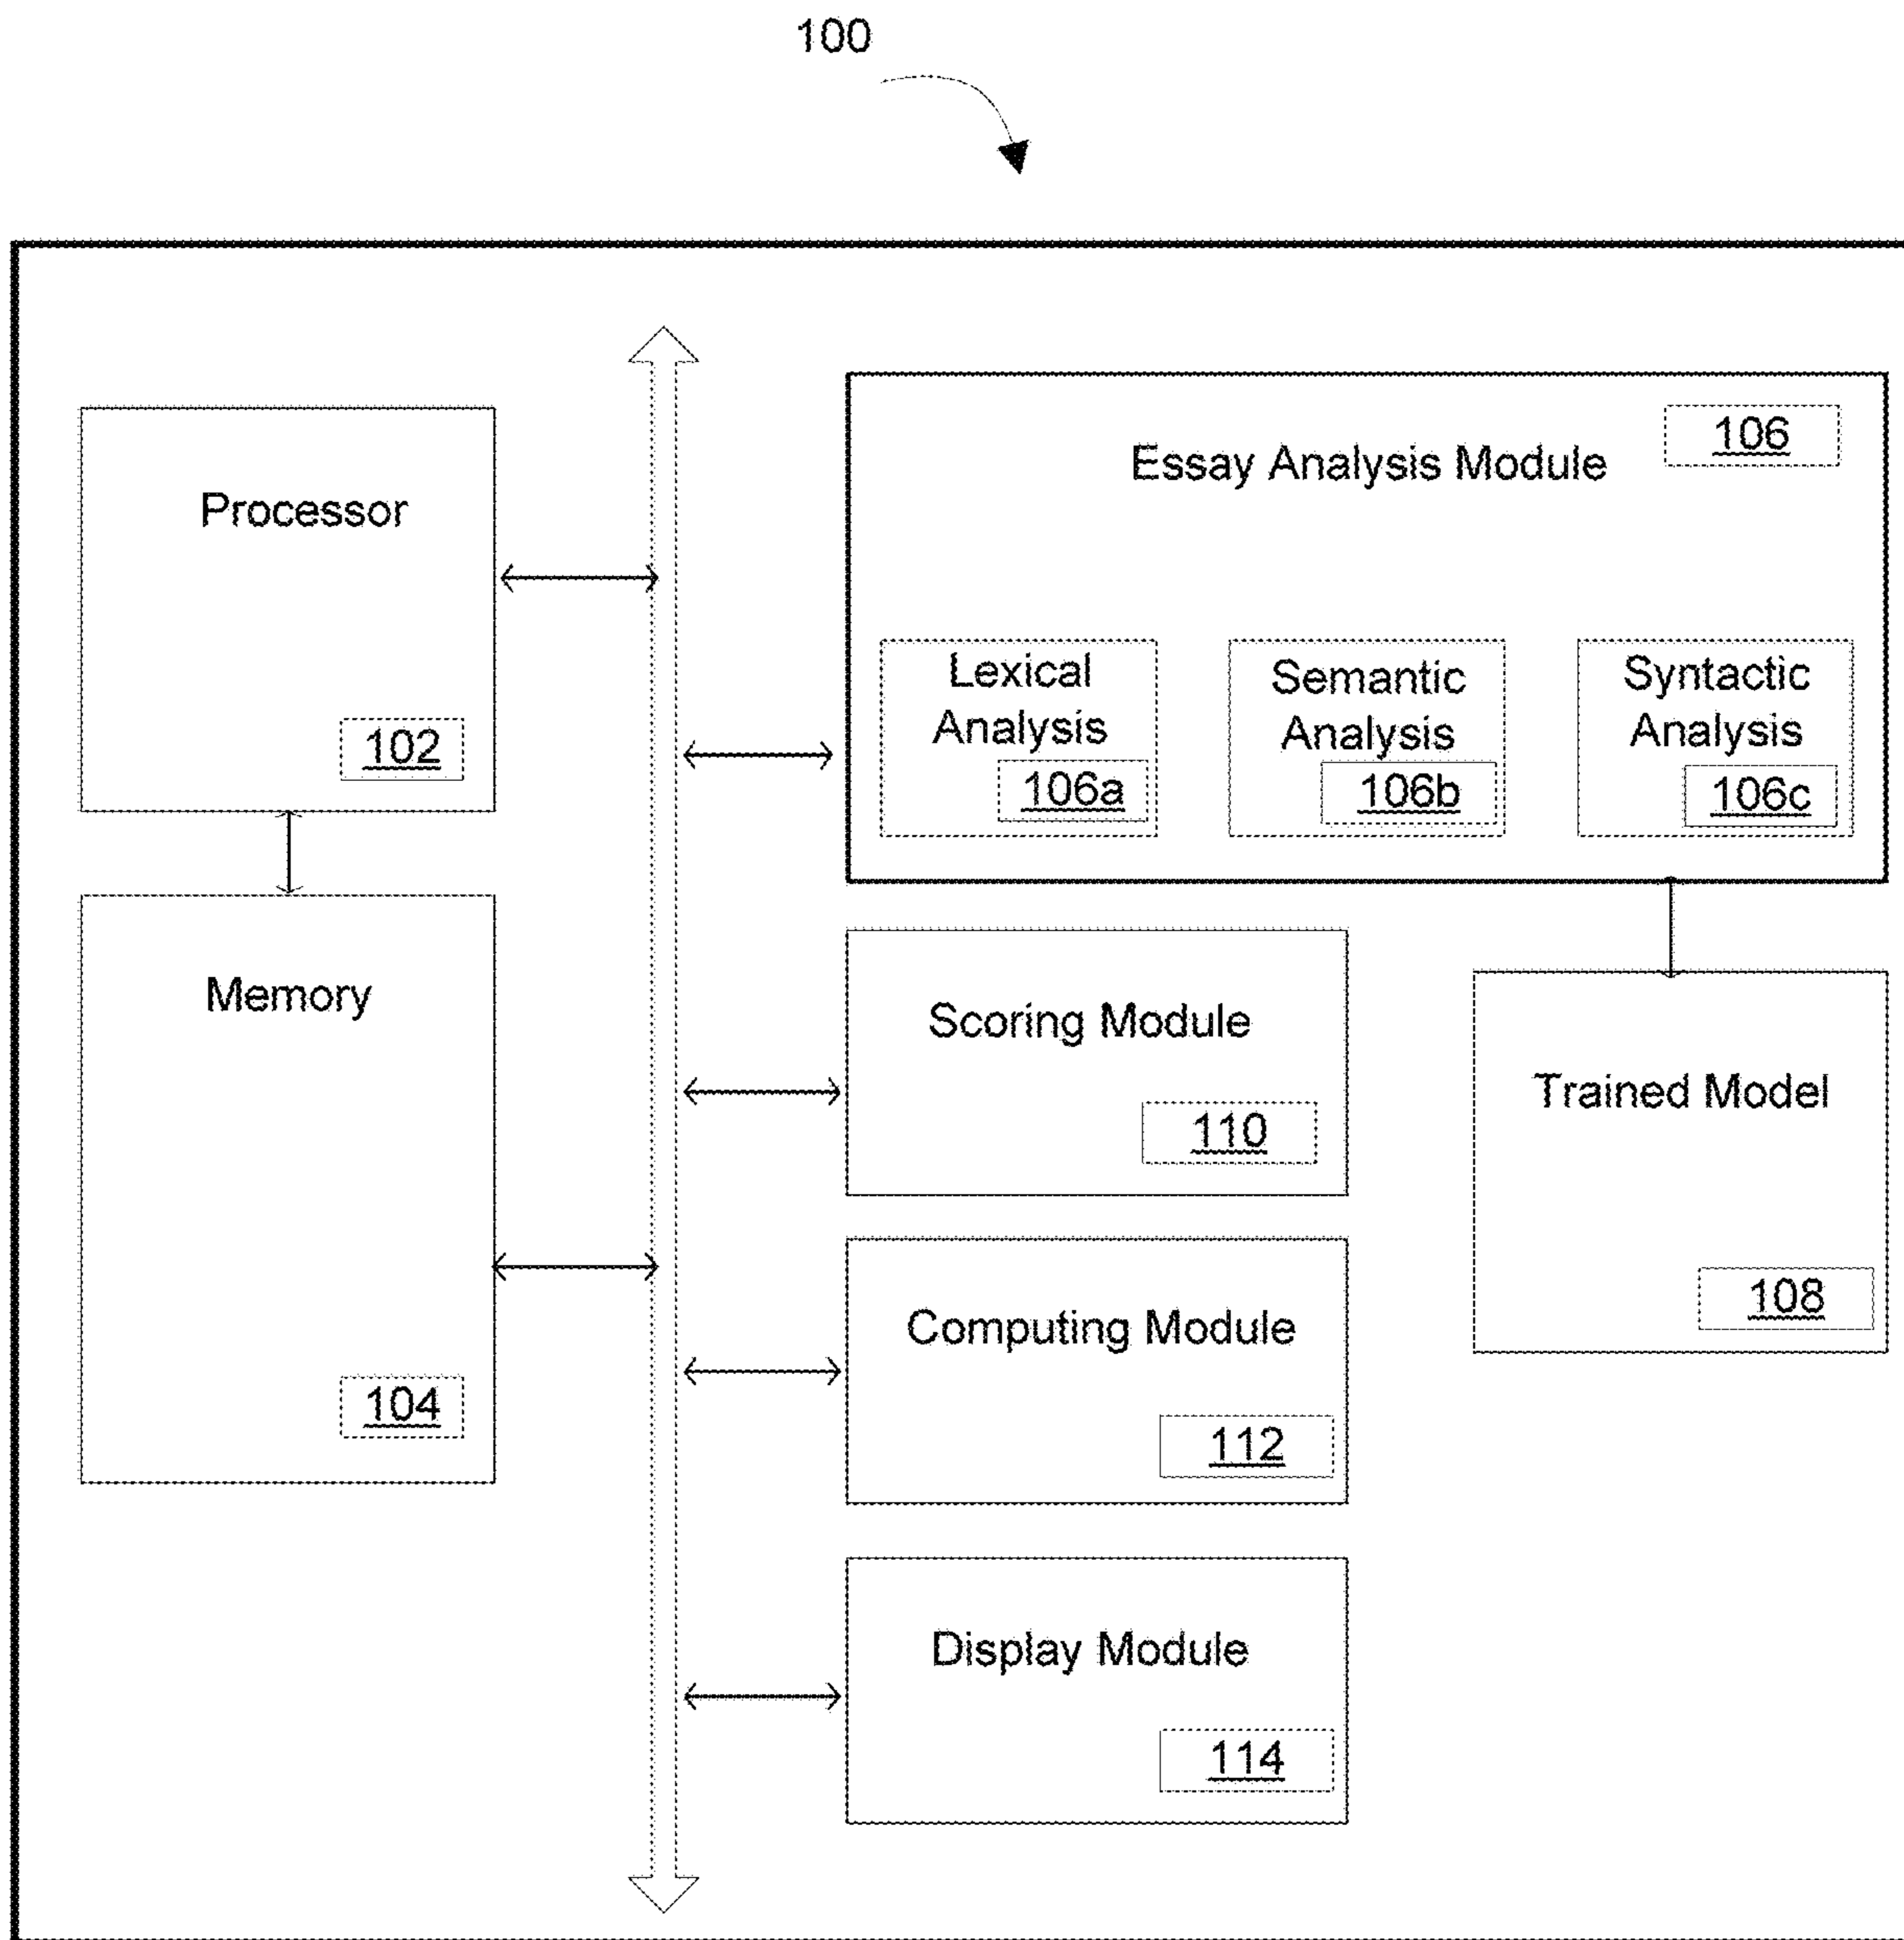 100
Processor
102
Memory
104
Essay Analysis Module
106
Lexical
Analysis
106a
Semantic
Analysis
106b
Syntactic
Analysis
106c
Scoring Module
110
Trained Model
108
Computing Module
112
Display Module
114